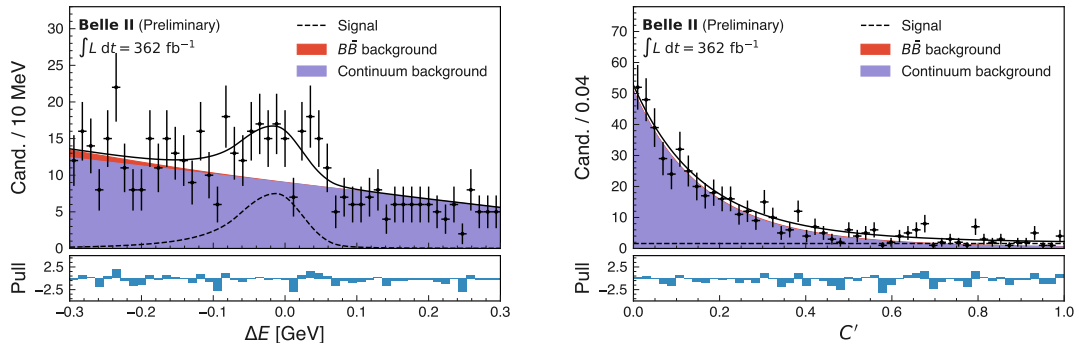 Belle II (Preliminary)
∫L dt = 362 fb⁻¹
Signal
BB̄ background
Continuum background
Cand. / 10 MeV
30
25
20
15
10
5
0
Pull
2.5
−2.5
−0.3 −0.2 −0.1 0.0 0.1 0.2 0.3
ΔE [GeV]
Belle II (Preliminary)
∫L dt = 362 fb⁻¹
Signal
BB̄ background
Continuum background
Cand. / 0.04
80
70
60
50
40
30
20
10
0
Pull
2.5
−2.5
0.0 0.2 0.4 0.6 0.8 1.0
C′